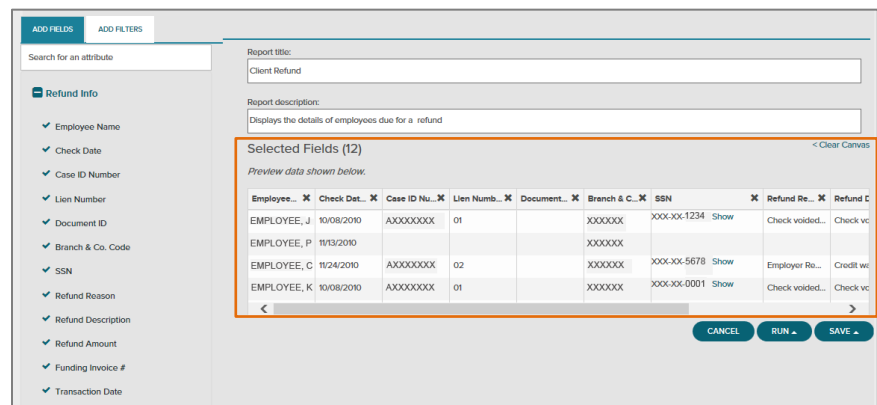 ADD FIELDS ADD FILTERS
Search for an attribute
Refund Info
Employee Name
Check Date
Case ID Number
Lien Number
Document ID
Branch & Co. Code
SSN
Refund Reason
Refund Description
Refund Amount
Funding Invoice #
Transaction Date
Report title:
Client Refund
Report description:
Displays the details of employees due for a refund
Selected Fields (12)
< Clear Canvas
Preview data shown below.
Employee... X Check Dat... X Case ID Nu... X Lien Numb... X Document... X Branch & C... X SSN X Refund Re... X Refund D
EMPLOYEE, J 10/08/2010 AXXXXXXX 01 XXXXXX XXX-XX-1234 Show Check voided... Check vo
EMPLOYEE, P 11/13/2010 XXXXXX
EMPLOYEE, C 11/24/2010 AXXXXXXX 02 XXXXXX XXX-XX-5678 Show Employer Re... Credit wa
EMPLOYEE, K 10/08/2010 AXXXXXXX 01 XXXXXX XXX-XX-0001 Show Check voided... Check vo
CANCEL RUN SAVE